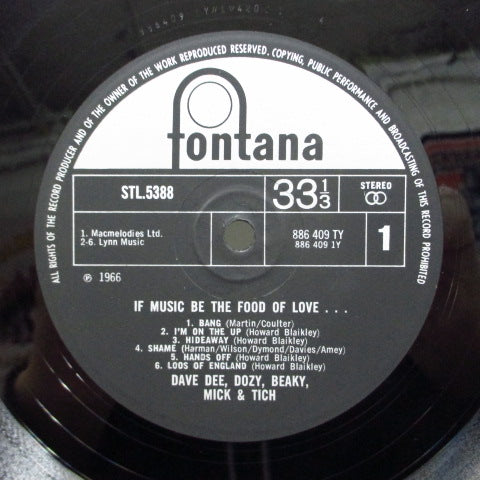 ALL RIGHTS OF THE RECORD PRODUCER AND OF THE OWNER OF THE WORK REPRODUCED RESERVED. COPYING, PUBLIC PERFORMANCE AND BROADCASTING OF THIS RECORD PROHIBITED
fontana
STL.5388
33 1/3
STEREO
1. Macmelodies Ltd.
2-6. Lynn Music
886 409 TY
886 409 1Y
1
℗ 1966
IF MUSIC BE THE FOOD OF LOVE . . .
1. BANG (Martin/Coulter)
2. I'M ON THE UP (Howard Blaikley)
3. HIDEAWAY (Howard Blaikley)
4. SHAME (Harman/Wilson/Dymond/Davies/Amey)
5. HANDS OFF (Howard Blaikley)
6. LOOS OF ENGLAND (Howard Blaikley)
DAVE DEE, DOZY, BEAKY,
MICK & TICH